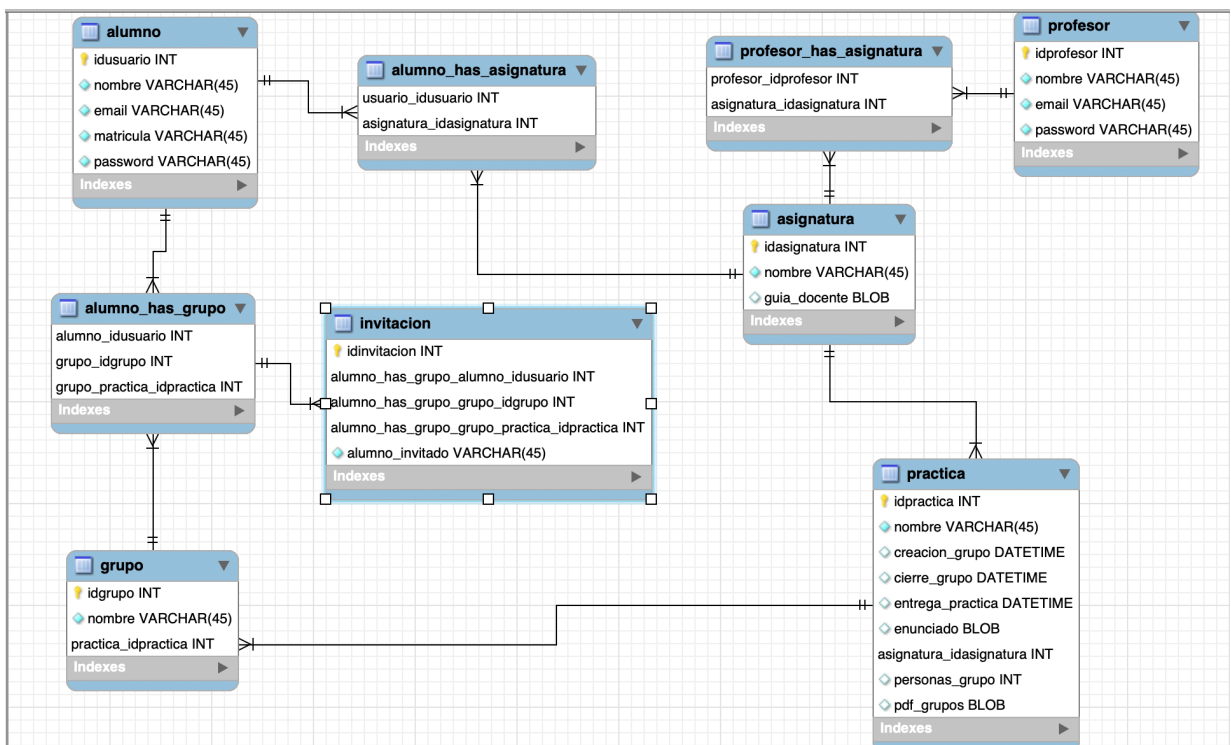 alumno
idusuario INT
nombre VARCHAR(45)
email VARCHAR(45)
matricula VARCHAR(45)
password VARCHAR(45)
Indexes
alumno_has_asignatura
usuario_idusuario INT
asignatura_idasignatura INT
Indexes
profesor_has_asignatura
profesor_idprofesor INT
asignatura_idasignatura INT
Indexes
profesor
idprofesor INT
nombre VARCHAR(45)
email VARCHAR(45)
password VARCHAR(45)
Indexes
asignatura
idasignatura INT
nombre VARCHAR(45)
guia_docente BLOB
Indexes
alumno_has_grupo
alumno_idusuario INT
grupo_idgrupo INT
grupo_practica_idpractica INT
Indexes
invitacion
idinvitacion INT
alumno_has_grupo_alumno_idusuario INT
alumno_has_grupo_grupo_idgrupo INT
alumno_has_grupo_grupo_practica_idpractica INT
alumno_invitado VARCHAR(45)
Indexes
grupo
idgrupo INT
nombre VARCHAR(45)
practica_idpractica INT
Indexes
practica
idpractica INT
nombre VARCHAR(45)
creacion_grupo DATETIME
cierre_grupo DATETIME
entrega_practica DATETIME
enunciado BLOB
asignatura_idasignatura INT
personas_grupo INT
pdf_grupos BLOB
Indexes